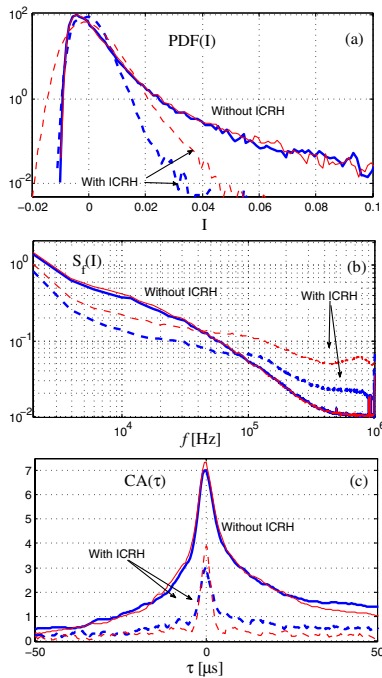 PDF(I)
(a)
10²
10⁰
10⁻²
Without ICRH
With ICRH
−0.02 0 0.02 0.04 0.06 0.08 0.1
I
S_f(I)
(b)
10⁰
10⁻¹
10⁻²
Without ICRH
With ICRH
10⁴ 10⁵ 10⁶
f [Hz]
CA(τ)
(c)
7
6
5
4
3
2
1
0
Without ICRH
With ICRH
−50 0 50
τ [μs]